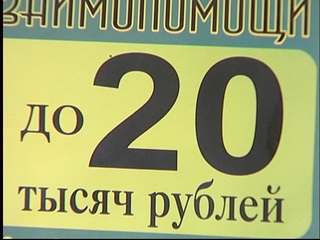 ВЗАИМОПОМОЩИ
до 20
тысяч рублей